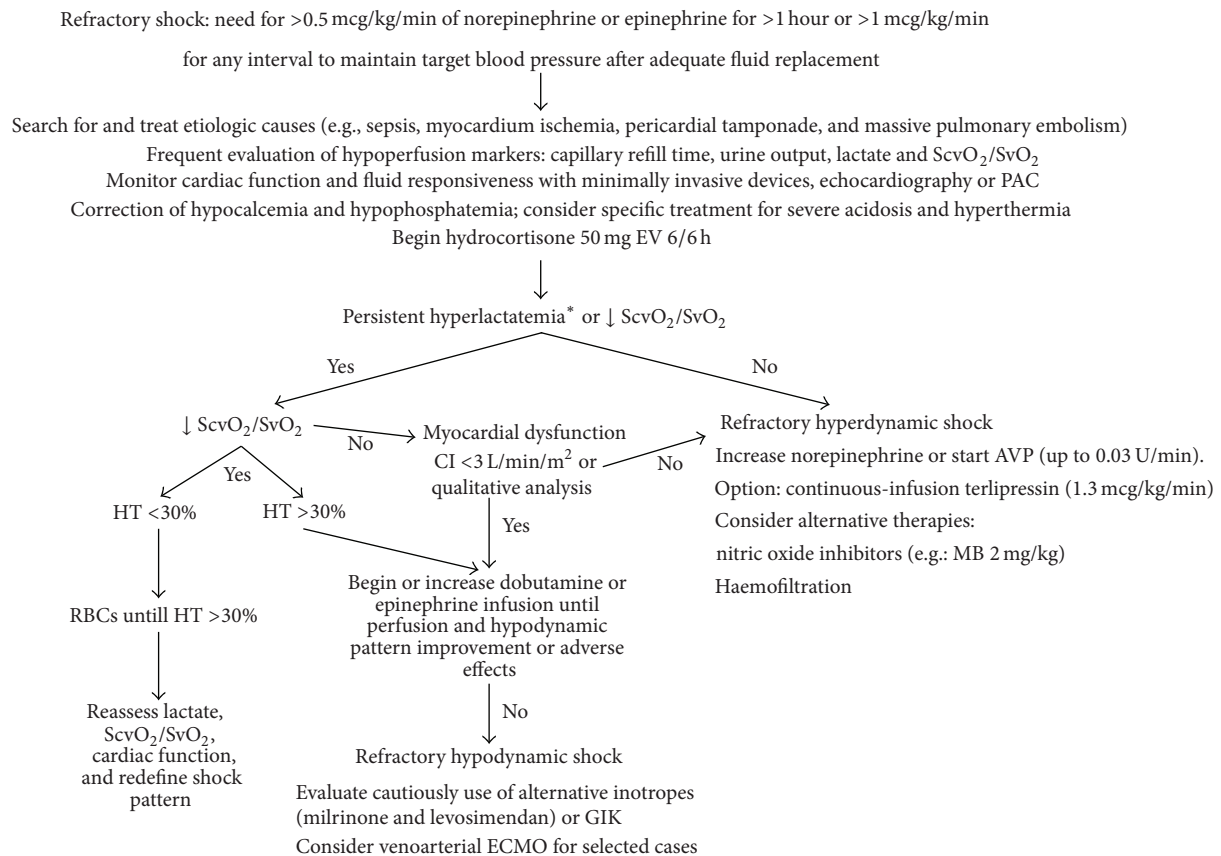 Refractory shock: need for >0.5 mcg/kg/min of norepinephrine or epinephrine for >1 hour or >1 mcg/kg/min
for any interval to maintain target blood pressure after adequate fluid replacement
Search for and treat etiologic causes (e.g., sepsis, myocardium ischemia, pericardial tamponade, and massive pulmonary embolism)
Frequent evaluation of hypoperfusion markers: capillary refill time, urine output, lactate and ScvO₂/SvO₂
Monitor cardiac function and fluid responsiveness with minimally invasive devices, echocardiography or PAC
Correction of hypocalcemia and hypophosphatemia; consider specific treatment for severe acidosis and hyperthermia
Begin hydrocortisone 50 mg EV 6/6 h
Persistent hyperlactatemia* or ↓ ScvO₂/SvO₂
Yes
No
↓ ScvO₂/SvO₂
No
Yes
HT <30%
HT >30%
RBCs untill HT >30%
Reassess lactate,
ScvO₂/SvO₂,
cardiac function,
and redefine shock
pattern
Myocardial dysfunction
CI <3 L/min/m² or
qualitative analysis
No
Yes
Begin or increase dobutamine or
epinephrine infusion until
perfusion and hypodynamic
pattern improvement or adverse
effects
No
Refractory hypodynamic shock
Evaluate cautiously use of alternative inotropes
(milrinone and levosimendan) or GIK
Consider venoarterial ECMO for selected cases
Refractory hyperdynamic shock
Increase norepinephrine or start AVP (up to 0.03 U/min).
Option: continuous-infusion terlipressin (1.3 mcg/kg/min)
Consider alternative therapies:
nitric oxide inhibitors (e.g.: MB 2 mg/kg)
Haemofiltration